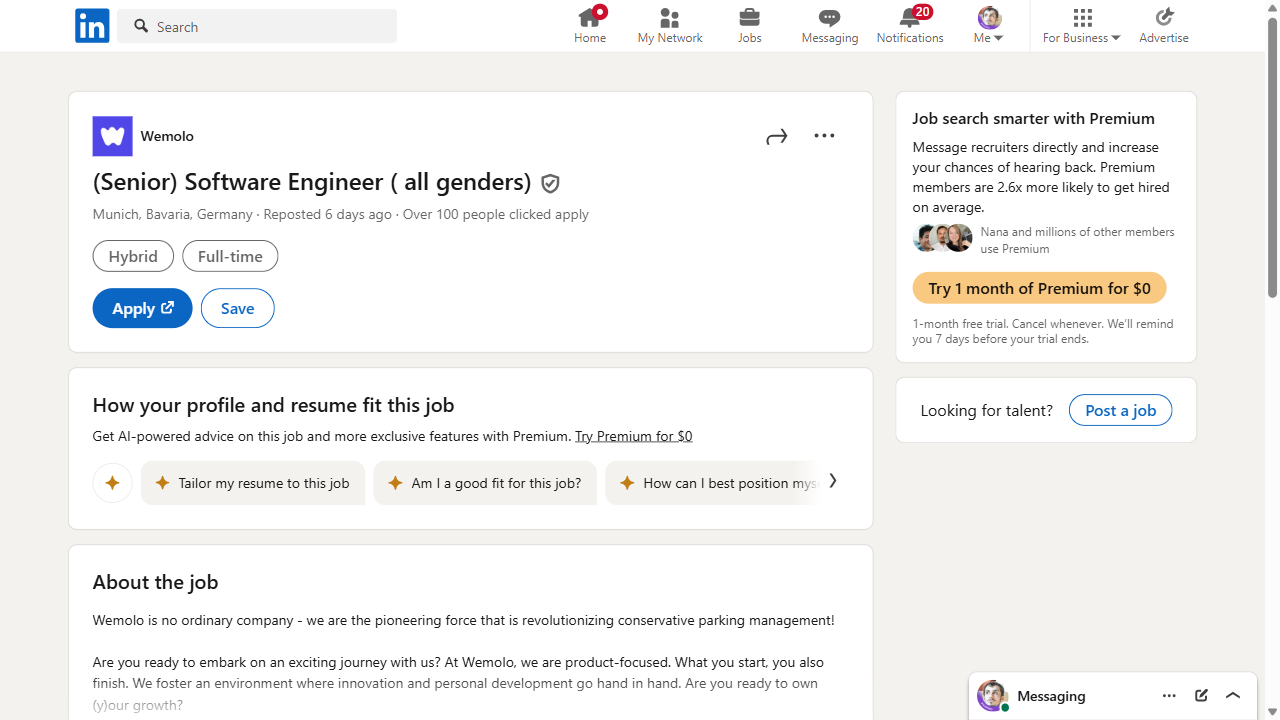 in
Search
Home
My Network
Jobs
Messaging
20
Notifications
Me
For Business
Advertise
Wemolo
(Senior) Software Engineer ( all genders)
Munich, Bavaria, Germany · Reposted 6 days ago · Over 100 people clicked apply
Hybrid
Full-time
Apply
Save
How your profile and resume fit this job
Get AI-powered advice on this job and more exclusive features with Premium. Try Premium for $0
Tailor my resume to this job
Am I a good fit for this job?
How can I best position
About the job
Wemolo is no ordinary company - we are the pioneering force that is revolutionizing conservative parking management!
Are you ready to embark on an exciting journey with us? At Wemolo, we are product-focused. What you start, you also
finish. We foster an environment where innovation and personal development go hand in hand. Are you ready to own
(y)our growth?
Job search smarter with Premium
Message recruiters directly and increase
your chances of hearing back. Premium
members are 2.6x more likely to get hired
on average.
Nana and millions of other members
use Premium
Try 1 month of Premium for $0
1-month free trial. Cancel whenever. We’ll remind
you 7 days before your trial ends.
Looking for talent?
Post a job
Messaging